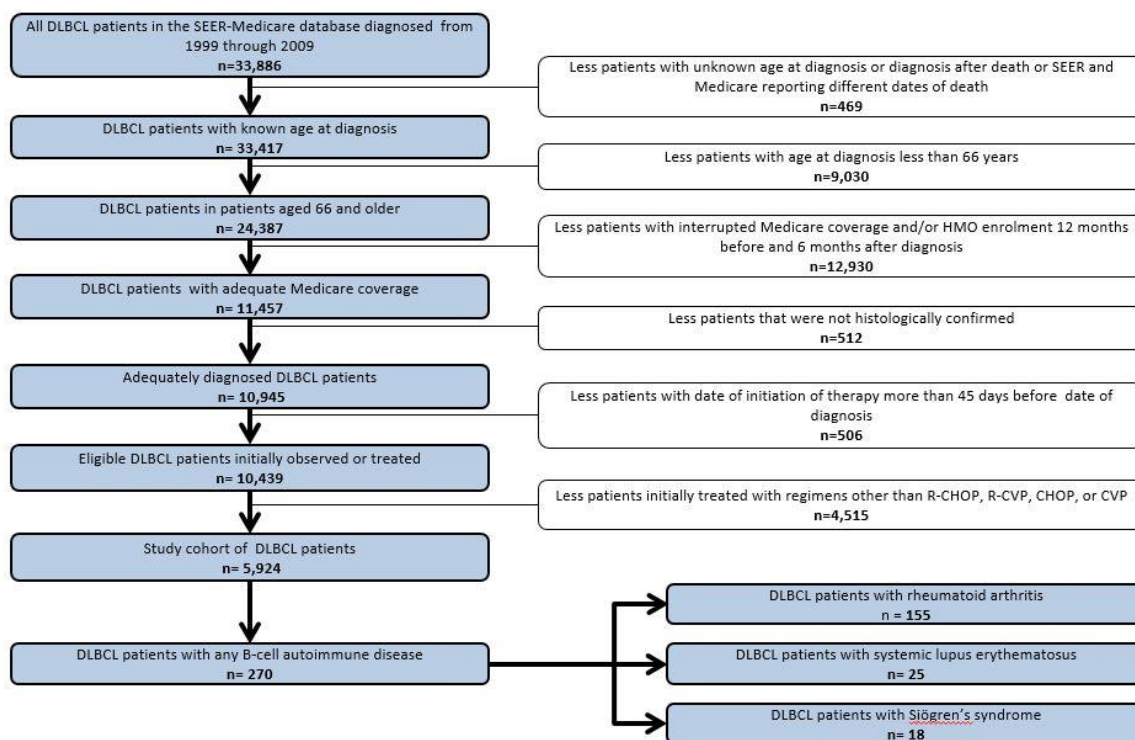 All DLBCL patients in the SEER-Medicare database diagnosed from
1999 through 2009
n=33,886
Less patients with unknown age at diagnosis or diagnosis after death or SEER and
Medicare reporting different dates of death
n=469
DLBCL patients with known age at diagnosis
n= 33,417
Less patients with age at diagnosis less than 66 years
n=9,030
DLBCL patients in patients aged 66 and older
n= 24,387
Less patients with interrupted Medicare coverage and/or HMO enrolment 12 months
before and 6 months after diagnosis
n=12,930
DLBCL patients with adequate Medicare coverage
n= 11,457
Less patients that were not histologically confirmed
n=512
Adequately diagnosed DLBCL patients
n= 10,945
Less patients with date of initiation of therapy more than 45 days before date of
diagnosis
n=506
Eligible DLBCL patients initially observed or treated
n= 10,439
Less patients initially treated with regimens other than R-CHOP, R-CVP, CHOP, or CVP
n=4,515
Study cohort of DLBCL patients
n= 5,924
DLBCL patients with any B-cell autoimmune disease
n= 270
DLBCL patients with rheumatoid arthritis
n = 155
DLBCL patients with systemic lupus erythematosus
n= 25
DLBCL patients with Sjögren's syndrome
n= 18